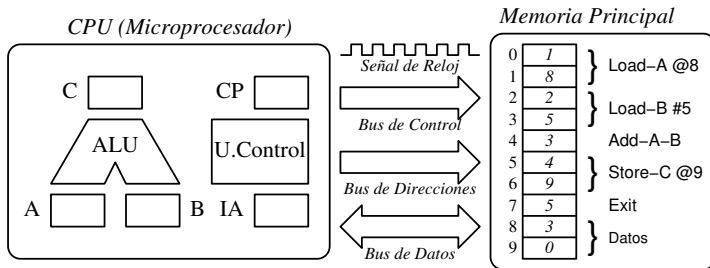 CPU (Microprocesador)
Memoria Principal
C
CP
ALU
U.Control
A
B
IA
Señal de Reloj
Bus de Control
Bus de Direcciones
Bus de Datos
0 1
1 8
Load-A @8
2 2
3 5
Load-B #5
4 3 Add-A-B
5 4
6 9
Store-C @9
7 5 Exit
8 3
9 0
Datos